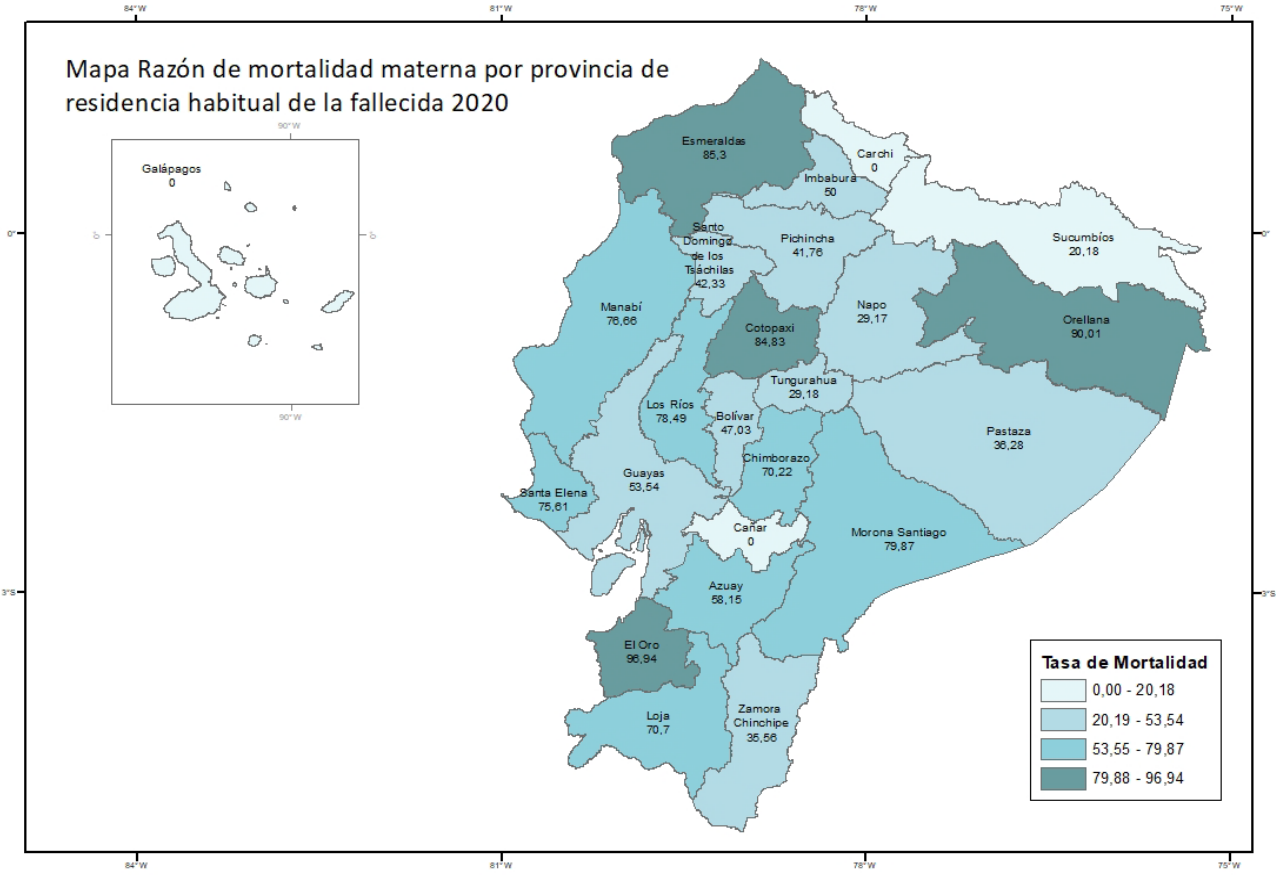 84°W
81°W
78°W
75°W
Mapa Razón de mortalidad materna por provincia de
residencia habitual de la fallecida 2020
90°W
Galápagos
0
0°
0°
90°W
0°
0°
3°S
3°S
Esmeraldas
85,3
Carchi
0
Imbabura
50
Sucumbíos
20,18
Santo
Domingo
de los
Tsáchilas
42,33
Pichincha
41,76
Manabí
76,66
Napo
29,17
Orellana
90,01
Cotopaxi
84,83
Tungurahua
29,18
Los Ríos
78,49
Bolívar
47,03
Pastaza
36,28
Chimborazo
70,22
Guayas
53,54
Santa Elena
75,61
Cañar
0
Morona Santiago
79,87
Azuay
58,15
El Oro
96,94
Loja
70,7
Zamora
Chinchipe
35,56
Tasa de Mortalidad
0,00 - 20,18
20,19 - 53,54
53,55 - 79,87
79,88 - 96,94
84°W
81°W
78°W
75°W